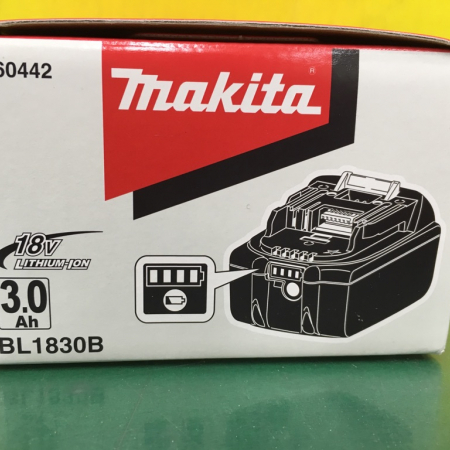 60442
makita®
18V
LITHIUM-ION
3.0
Ah
BL1830B